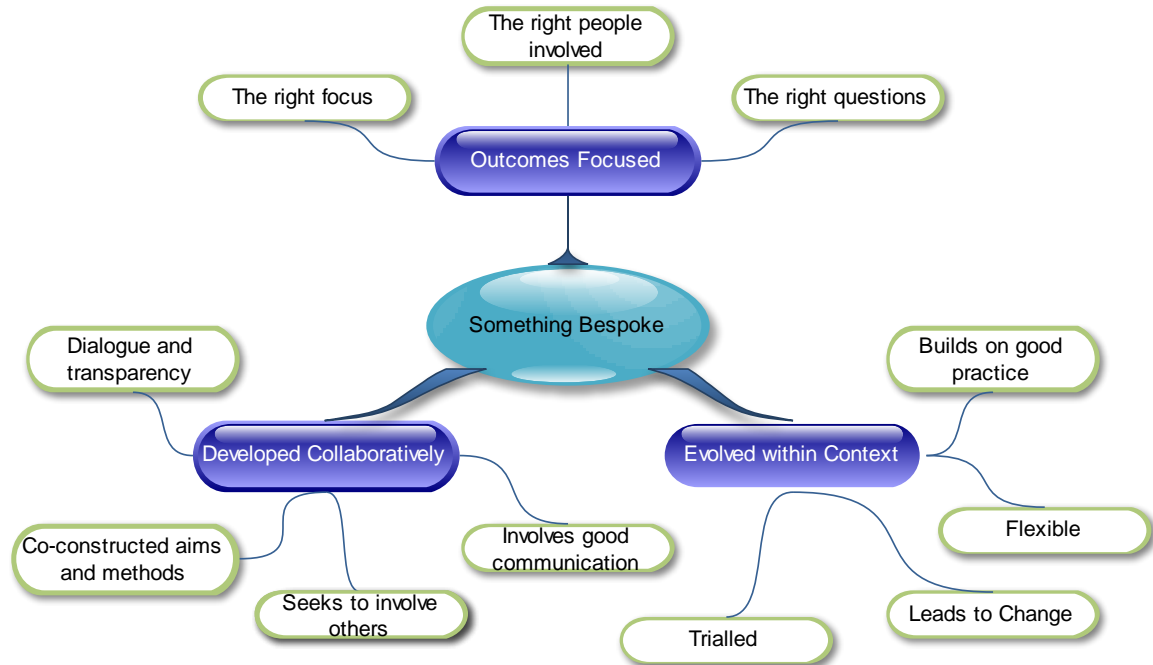 The right people
involved
The right focus
The right questions
Outcomes Focused
Something Bespoke
Dialogue and
transparency
Builds on good
practice
Developed Collaboratively
Evolved within Context
Co-constructed aims
and methods
Involves good
communication
Flexible
Seeks to involve
others
Leads to Change
Trialled